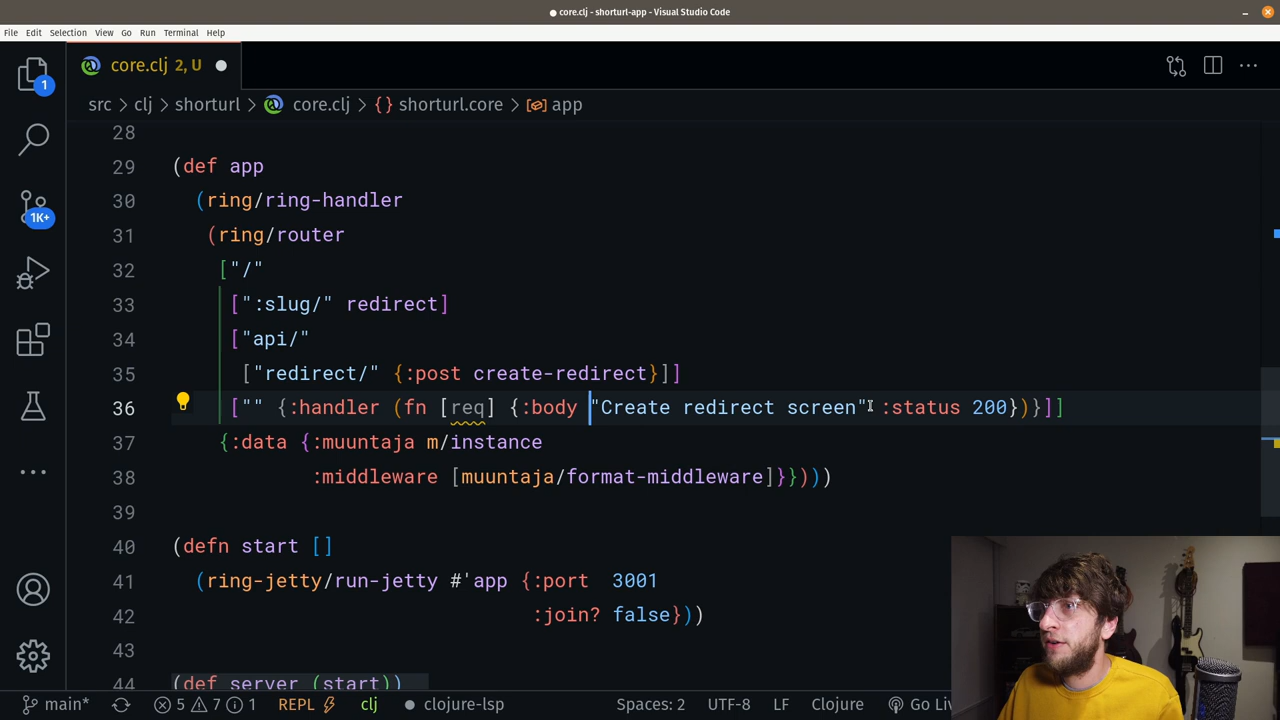 ● core.clj - shorturl-app - Visual Studio Code
File Edit Selection View Go Run Terminal Help
1
core.clj 2, U ●
src > clj > shorturl > core.clj > {} shorturl.core > app
28
29 (def app
30 (ring/ring-handler
31 (ring/router
32 ["/"
33 [":slug/" redirect]
34 ["api/"
35 ["redirect/" {:post create-redirect}]]
36 ["" {:handler (fn [req] {:body "Create redirect screen" :status 200})}]]
37 {:data {:muuntaja m/instance
38 :middleware [muuntaja/format-middleware]}})))
39
40 (defn start []
41 (ring-jetty/run-jetty #'app {:port 3001
42 :join? false}))
43
44 (def server (start))
1K+
main* 5 7 1 REPL clj clojure-lsp Spaces: 2 UTF-8 LF Clojure Go Liv